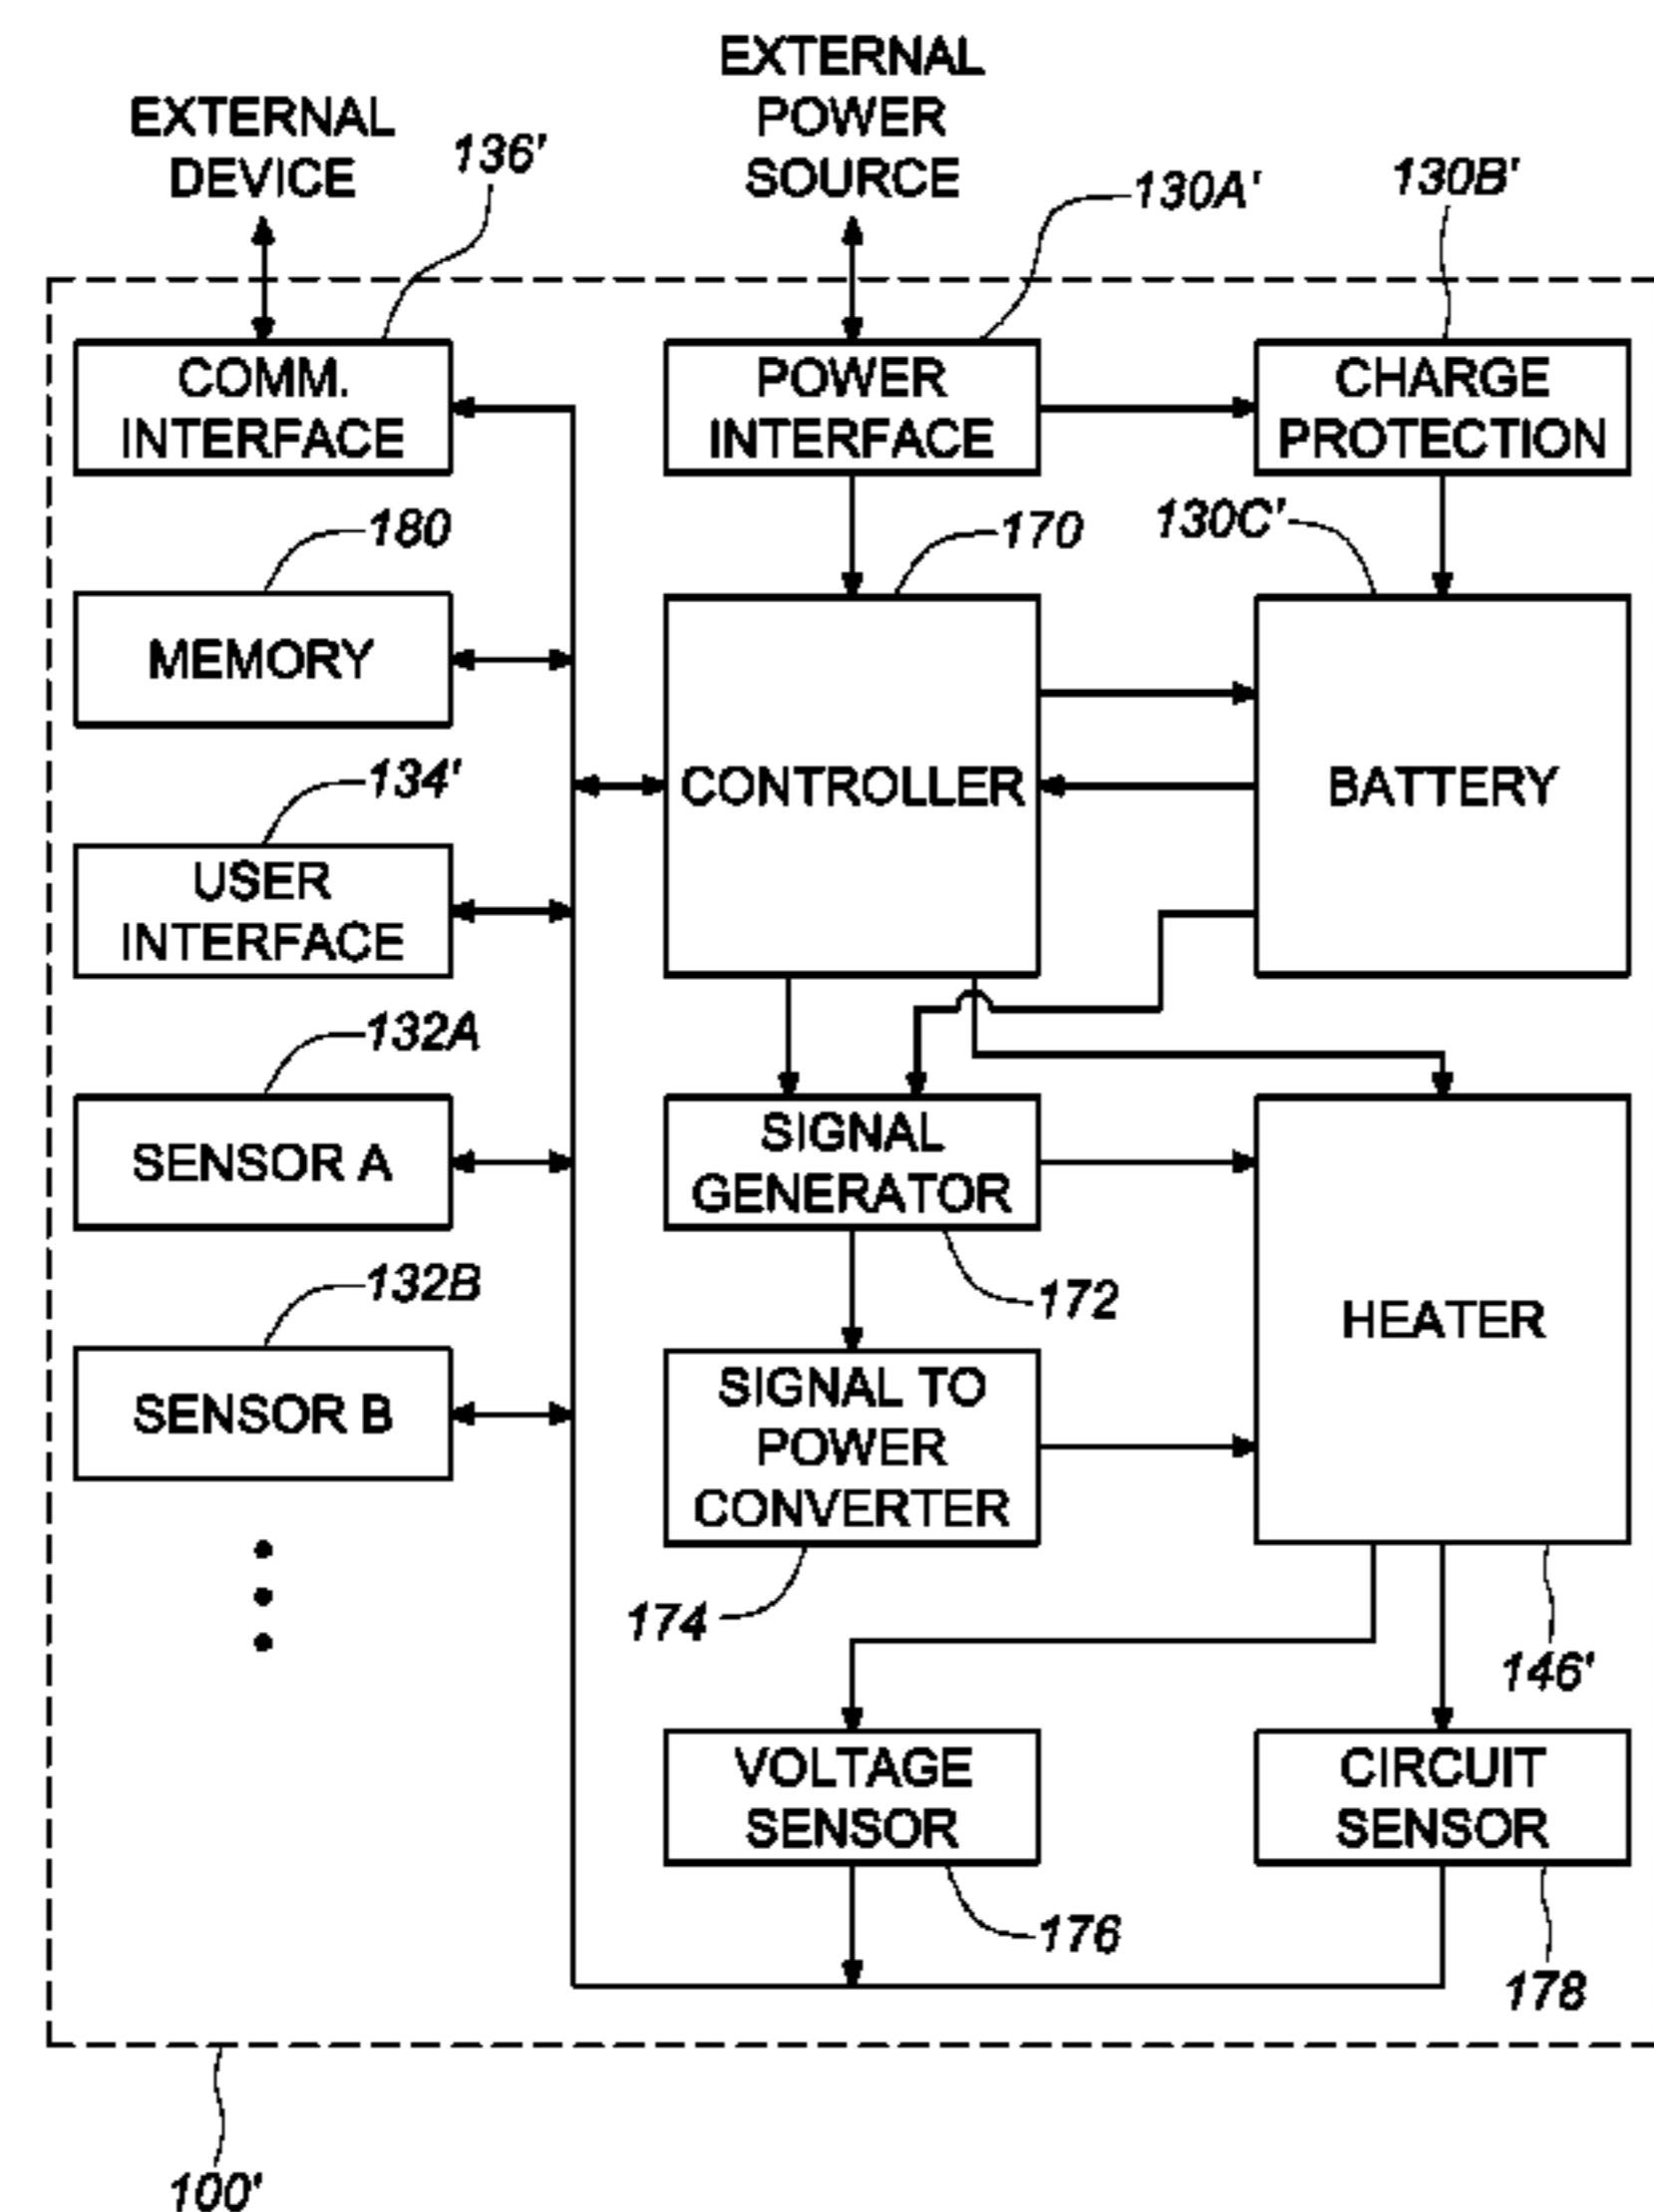 EXTERNAL
DEVICE
136'
EXTERNAL
POWER
SOURCE
130A'
130B'
COMM.
INTERFACE
POWER
INTERFACE
CHARGE
PROTECTION
180
170
130C'
MEMORY
134'
CONTROLLER
BATTERY
USER
INTERFACE
132A
SENSOR A
SIGNAL
GENERATOR
132B
172
HEATER
SENSOR B
SIGNAL TO
POWER
CONVERTER
174
146'
VOLTAGE
SENSOR
CIRCUIT
SENSOR
176
178
100'